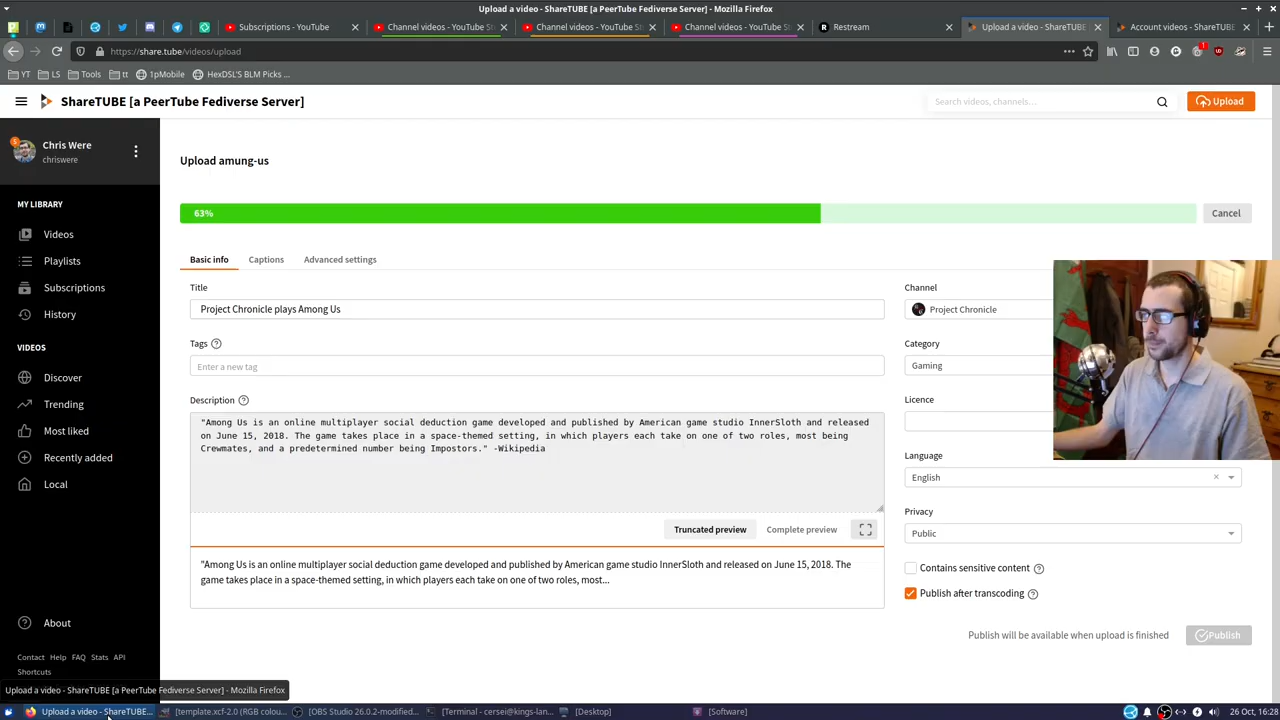 Upload a video - ShareTUBE [a PeerTube Fediverse Server] - Mozilla Firefox
Subscriptions - YouTube
Channel videos - YouTube St
Channel videos - YouTube St
Channel videos - YouTube St
Restream
Upload a video - ShareTUBE
Account videos - ShareTUBE
https://share.tube/videos/upload
1
YT
LS
Tools
tt
1pMobile
HexDSL's BLM Picks ...
ShareTUBE [a PeerTube Fediverse Server]
Search videos, channels...
Upload
Chris Were
chriswere
MY LIBRARY
Videos
Playlists
Subscriptions
History
VIDEOS
Discover
Trending
Most liked
Recently added
Local
About
Contact Help FAQ Stats API
Shortcuts
Upload amung-us
63%
Cancel
Basic info
Captions
Advanced settings
Title
Project Chronicle plays Among Us
Tags
Enter a new tag
Description
"Among Us is an online multiplayer social deduction game developed and published by American game studio InnerSloth and released
on June 15, 2018. The game takes place in a space-themed setting, in which players each take on one of two roles, most being
Crewmates, and a predetermined number being Impostors." -Wikipedia
Truncated preview
Complete preview
"Among Us is an online multiplayer social deduction game developed and published by American game studio InnerSloth and released on June 15, 2018. The
game takes place in a space-themed setting, in which players each take on one of two roles, most...
Channel
Project Chronicle
Category
Gaming
Licence
Language
English
Privacy
Public
Contains sensitive content
Publish after transcoding
Publish will be available when upload is finished
Publish
Upload a video - ShareTUBE [a PeerTube Fediverse Server] - Mozilla Firefox
Upload a video - ShareTUBE...
[template.xcf-2.0 (RGB colou...
[OBS Studio 26.0.2-modified...
[Terminal - cersei@kings-lan...
[Desktop]
[Software]
26 Oct, 16:28